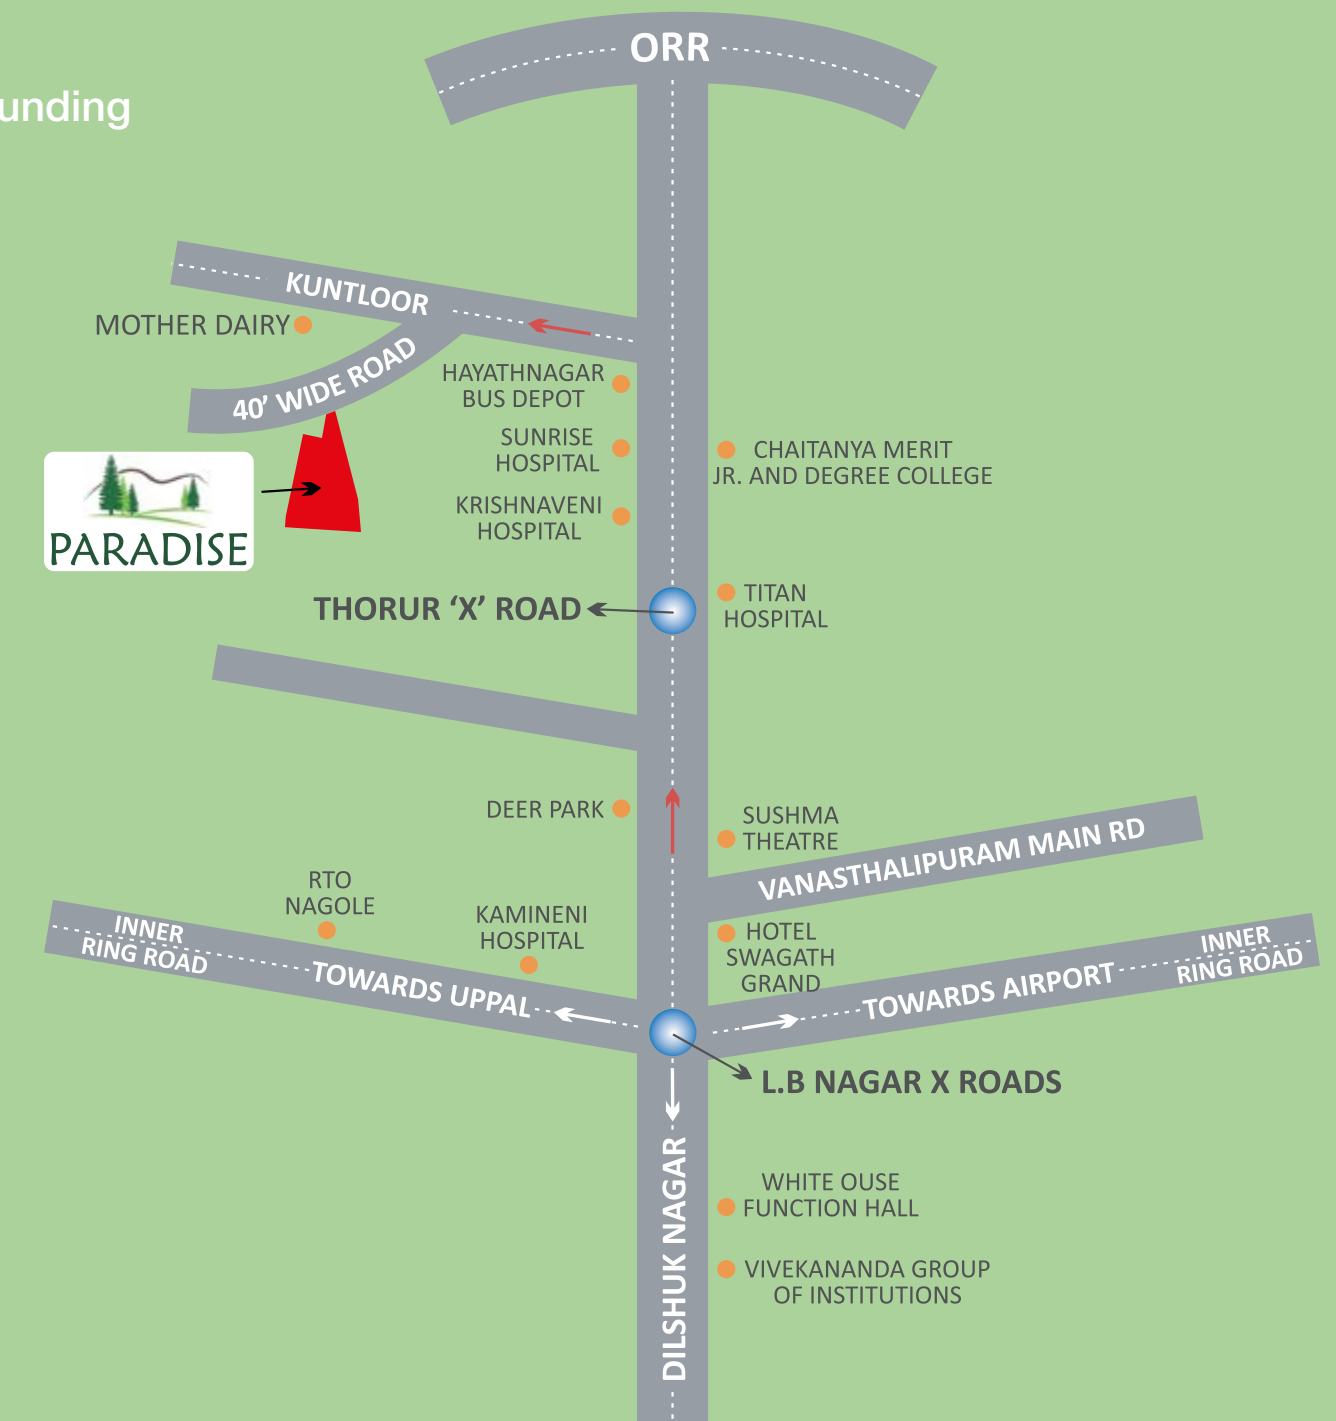 ORR
unding
KUNTLOOR
MOTHER DAIRY
40’ WIDE ROAD
HAYATHNAGAR
BUS DEPOT
SUNRISE
HOSPITAL
CHAITANYA MERIT
JR. AND DEGREE COLLEGE
KRISHNAVENI
HOSPITAL
PARADISE
THORUR ‘X’ ROAD
TITAN
HOSPITAL
DEER PARK
SUSHMA
THEATRE
VANASTHALIPURAM MAIN RD
RTO
NAGOLE
KAMINENI
HOSPITAL
HOTEL
SWAGATH
GRAND
INNER
RING ROAD
TOWARDS UPPAL
TOWARDS AIRPORT
INNER
RING ROAD
L.B NAGAR X ROADS
DILSHUK NAGAR
WHITE OUSE
FUNCTION HALL
VIVEKANANDA GROUP
OF INSTITUTIONS